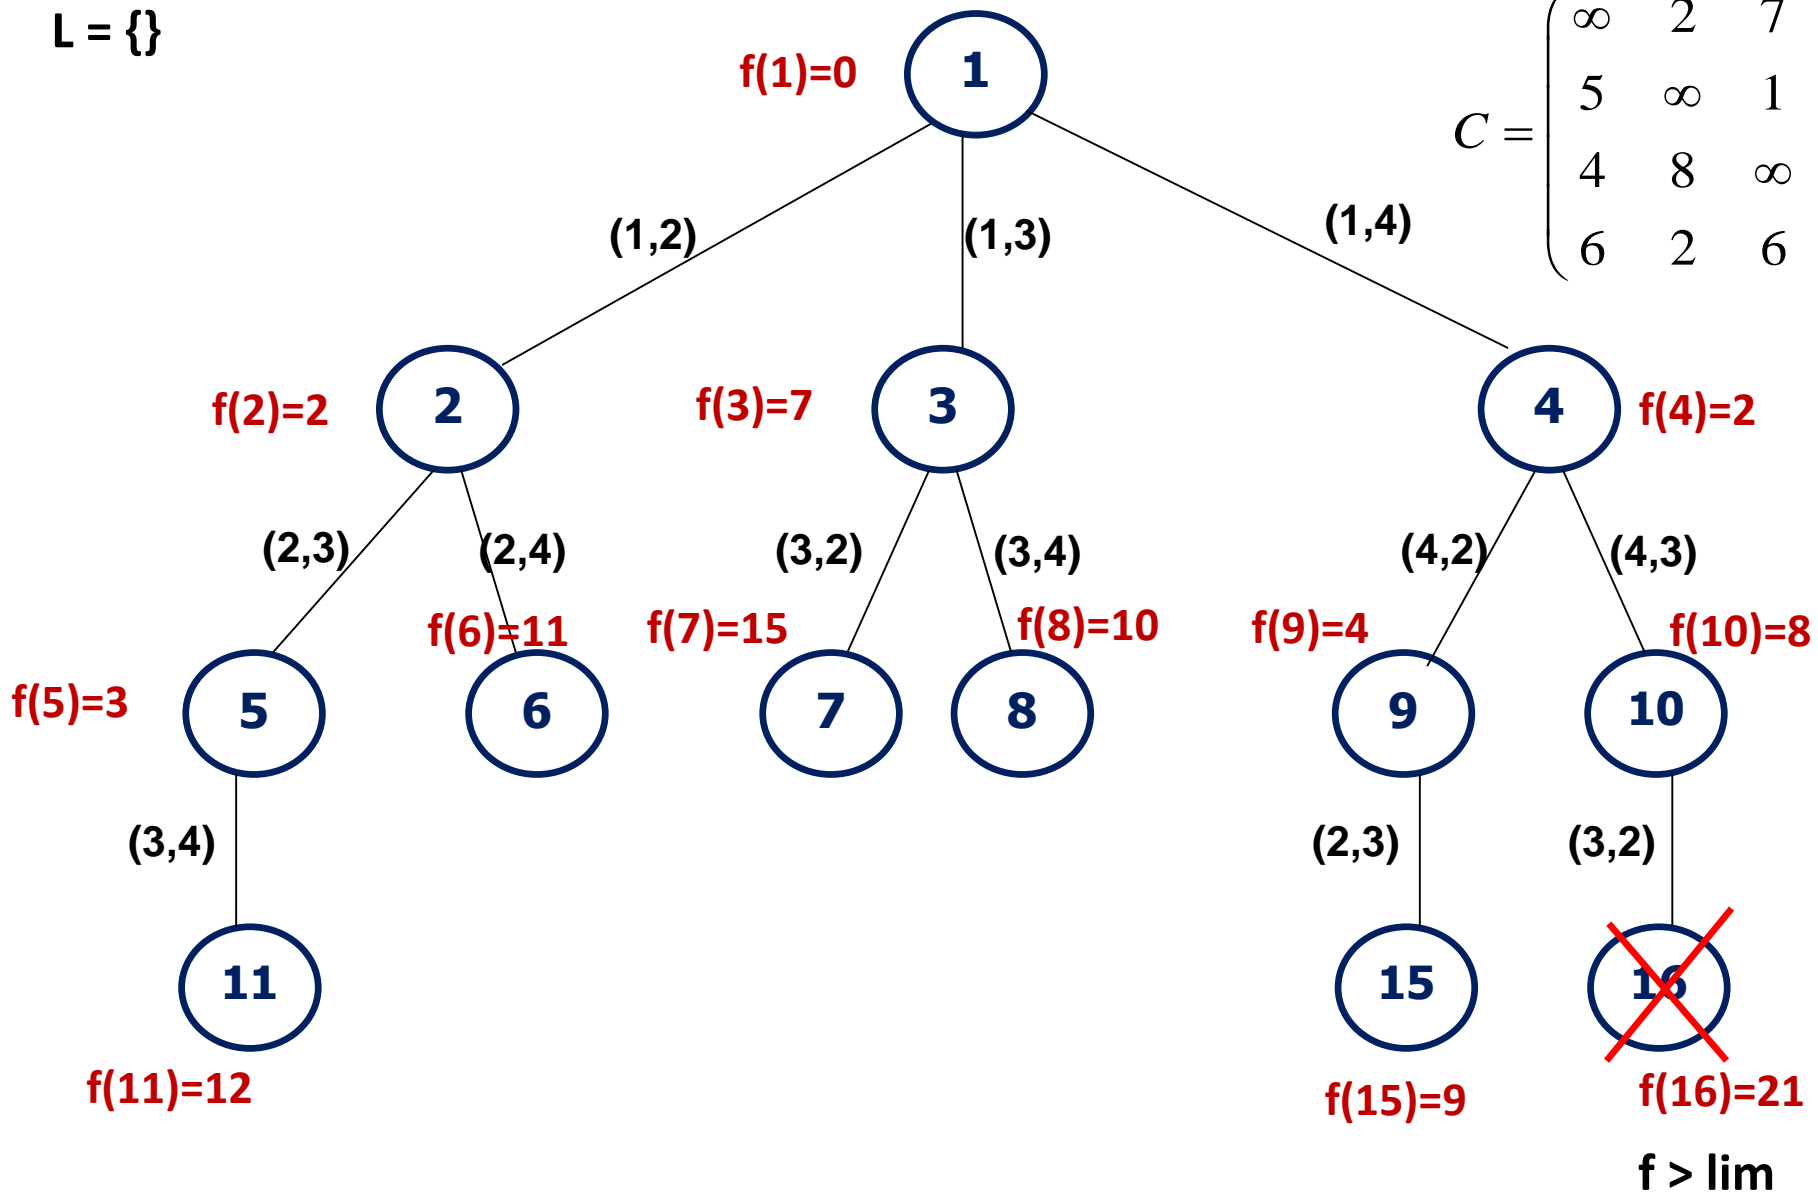 L = {}
f(1)=0
1
∞ 2 7
5 ∞ 1
C =
4 8 ∞
6 2 6
(1,2)
(1,3)
(1,4)
f(2)=2
2
f(3)=7
3
4
f(4)=2
(2,3)
(2,4)
(3,2)
(3,4)
(4,2)
(4,3)
f(6)=11
f(7)=15
f(8)=10
f(9)=4
f(10)=8
f(5)=3
5
6
7
8
9
10
(3,4)
(2,3)
(3,2)
11
15
16
f(11)=12
f(15)=9
f(16)=21
f > lim